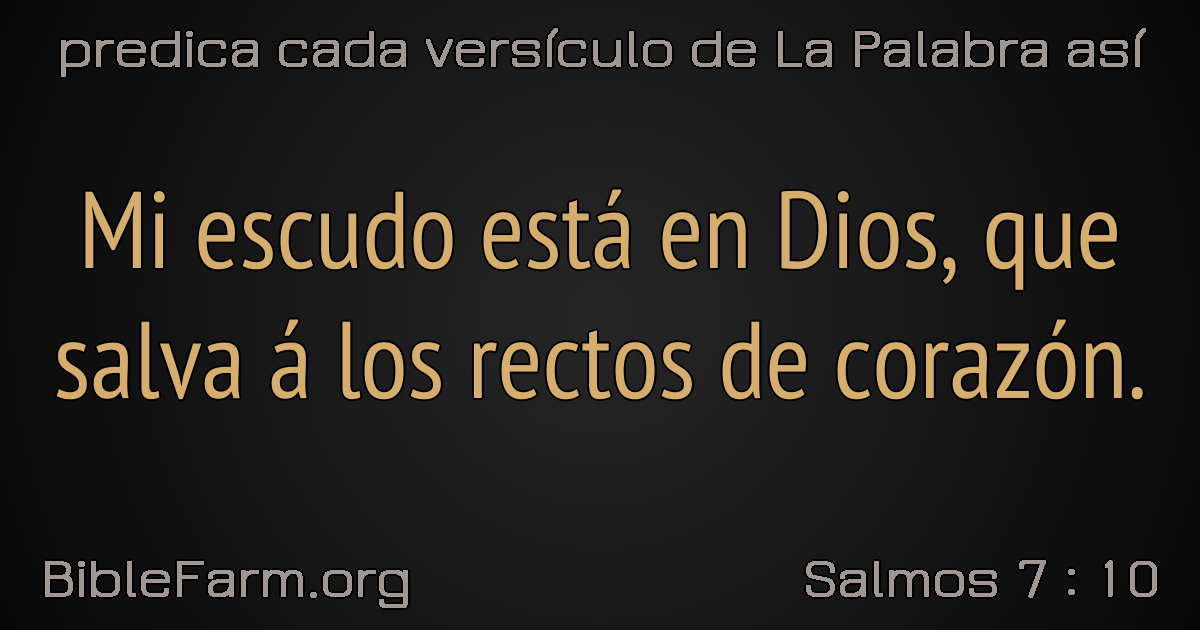 predica cada versículo de La Palabra así
Mi escudo está en Dios, que
salva á los rectos de corazón.
BibleFarm.org
Salmos 7 : 10